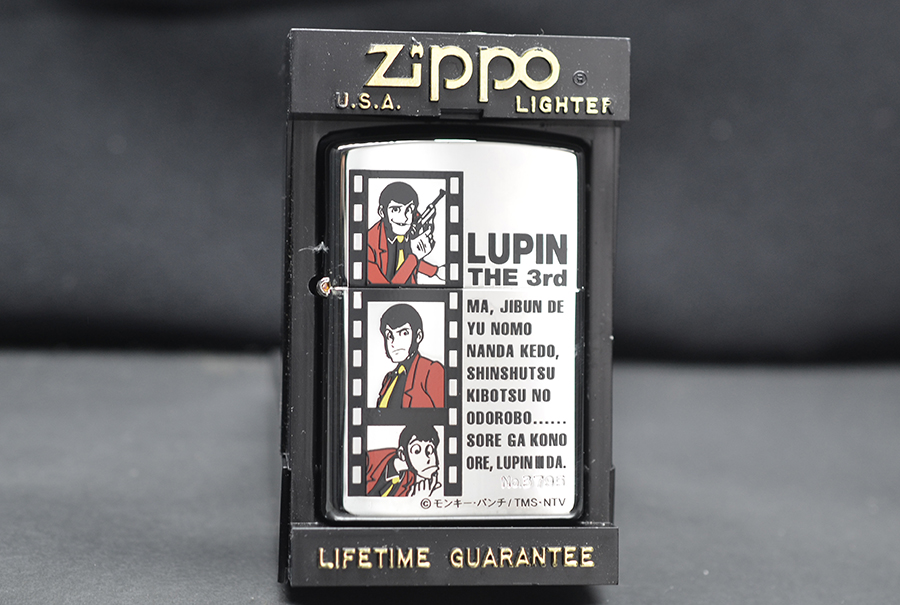 zippo ®
U.S.A. LIGHTER
LUPIN
THE 3rd
MA, JIBUN DE
YU NOMO
NANDA KEDO,
SHINSHUTSU
KIBOTSU NO
ODOROBO......
SORE GA KONO
ORE, LUPIN III DA.
©モンキー・パンチ/TMS・NTV
LIFETIME GUARANTEE